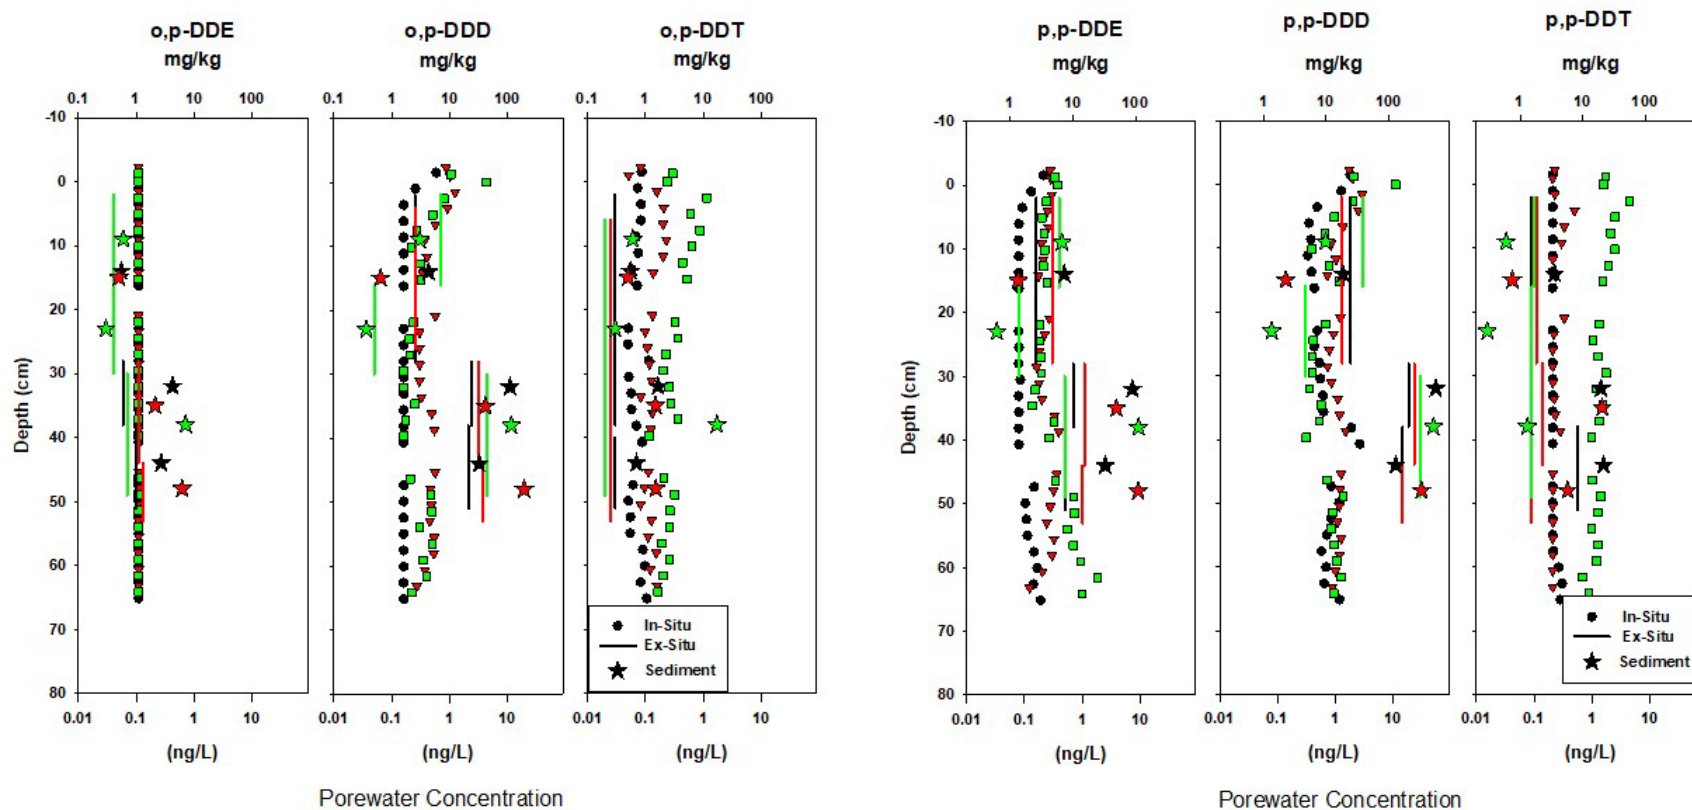 o,p-DDE o,p-DDD o,p-DDT
mg/kg mg/kg mg/kg
0.1 1 10 100 1 10 100 0.1 1 10 100
-10
0
10
20
30
40
50
60
70
80
Depth (cm)
In-Situ
Ex-Situ
Sediment
0.01 0.1 1 10 0.1 1 10 0.01 0.1 1 10
(ng/L) (ng/L) (ng/L)
Porewater Concentration
p,p-DDE p,p-DDD p,p-DDT
mg/kg mg/kg mg/kg
1 10 100 1 10 100 1 10 100
-10
0
10
20
30
40
50
60
70
80
Depth (cm)
In-Situ
Ex-Situ
Sediment
0.01 0.1 1 10 0.01 0.1 1 10 0.01 0.1 1 10
(ng/L) (ng/L) (ng/L)
Porewater Concentration